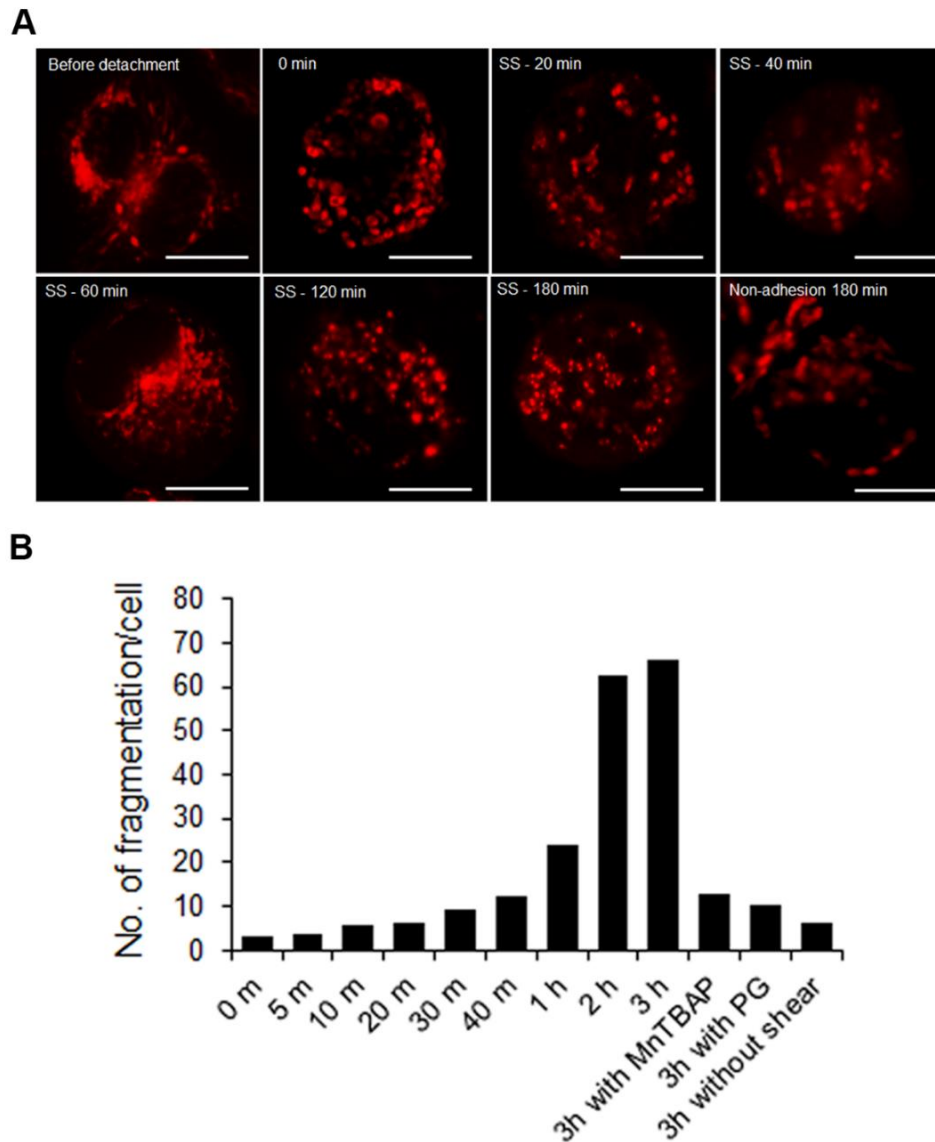 A
Before detachment
0 min
SS - 20 min
SS - 40 min
SS - 60 min
SS - 120 min
SS - 180 min
Non-adhesion 180 min
B
No. of fragmentation/cell
80
70
60
50
40
30
20
10
0
0 m
5 m
10 m
20 m
30 m
40 m
1 h
2 h
3 h
3h with MnTBAP
3h with PG
3h without shear